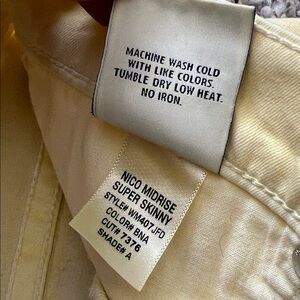 MACHINE WASH COLD
WITH LIKE COLORS.
TUMBLE DRY LOW HEAT.
NO IRON.
NICO MIDRISE
SUPER SKINNY
STYLE# WM407JFD
COLOR# BNA
CUT# 7376
SHADE# A